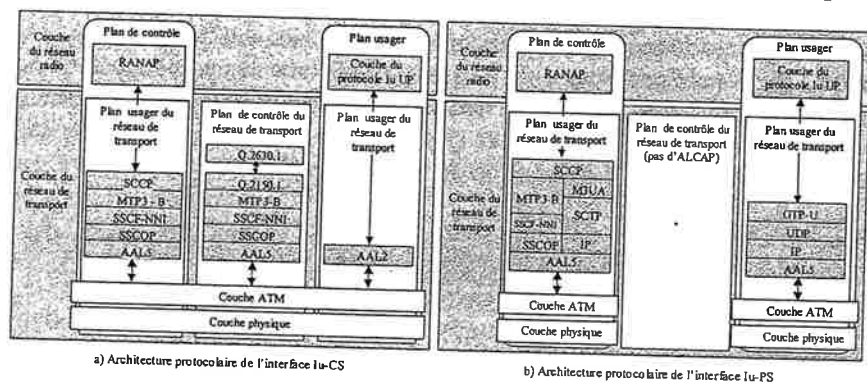 Couche
du réseau
radio
Plan de contrôle
RANAP
Plan usager
Couche du
protocole Iu UP
Couche
du réseau de
transport
Plan usager du
réseau de
transport
SCCP
MTP3 - B
SSCF-NNI
SSCOP
AAL5
Plan de contrôle
du réseau de transport
Q.2630.1
Q.2150.1
MTP3-B
SSCF-NNI
SSCOP
AAL5
Plan usager du
réseau de
transport
AAL2
Couche ATM
Couche physique
a) Architecture protocolaire de l'interface Iu-CS
Couche
du réseau
radio
Plan de contrôle
RANAP
Plan usager
Couche du
protocole Iu UP
Couche
du réseau de
transport
Plan usager du
réseau de
transport
SCCP
MTP3-B
M3UA
SCTP
SSCF-NNI
SSCOP
IP
AAL5
Plan de contrôle du
réseau de transport
(pas d'ALCAP)
Plan usager du
réseau de transport
GTP-U
UDP
IP
AAL5
Couche ATM
Couche ATM
Couche physique
Couche physique
b) Architecture protocolaire de l'interface Iu-PS